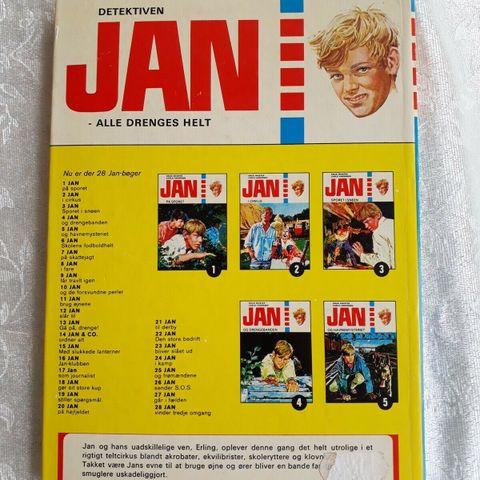 DETEKTIVEN
JAN
- ALLE DRENGES HELT
Nu er der 28 Jan-bøger
1 JAN
på sporet
2 JAN
i cirkus
3 JAN
Sporet i sneen
4 JAN
og drengebanden
5 JAN
og havnemysteriet
6 JAN
Skolens fodboldhelt
7 JAN
på skattejagt
8 JAN
i fare
9 JAN
får travlt igen
10 JAN
og de forsvundne perler
11 JAN
brug øjnene
12 JAN
slår til
13 JAN
Gå på, drenge!
14 JAN & CO.
ordner alt
15 JAN
Med slukkede lanterner
16 JAN
Jan-klubben
17 Jan
som journalist
18 JAN
gør sit store kup
19 JAN
stiller spørgsmål
20 JAN
på højfjeldet
21 JAN
til derby
22 JAN
Den store bedrift
23 JAN
bliver slået ud
24 JAN
i kamp
25 JAN
og frømændene
26 JAN
sender S.O.S.
27 JAN
går i fælden
28 JAN
vinder tredje omgang
JAN
PÅ SPORET
1
JAN
I CIRKUS
2
JAN
SPORET I SNEEN
3
JAN
OG DRENGEBANDEN
4
JAN
OG HAVNEMYSTERIET
5
Jan og hans uadskillelige ven, Erling, oplever denne gang det helt utrolige i et
rigtigt teltcirkus blandt akrobater, ekvilibrister, skoleryttere og klovn
Takket være Jans evne til at bruge øjne og ører bliver en bande
smuglere uskadeliggjort.